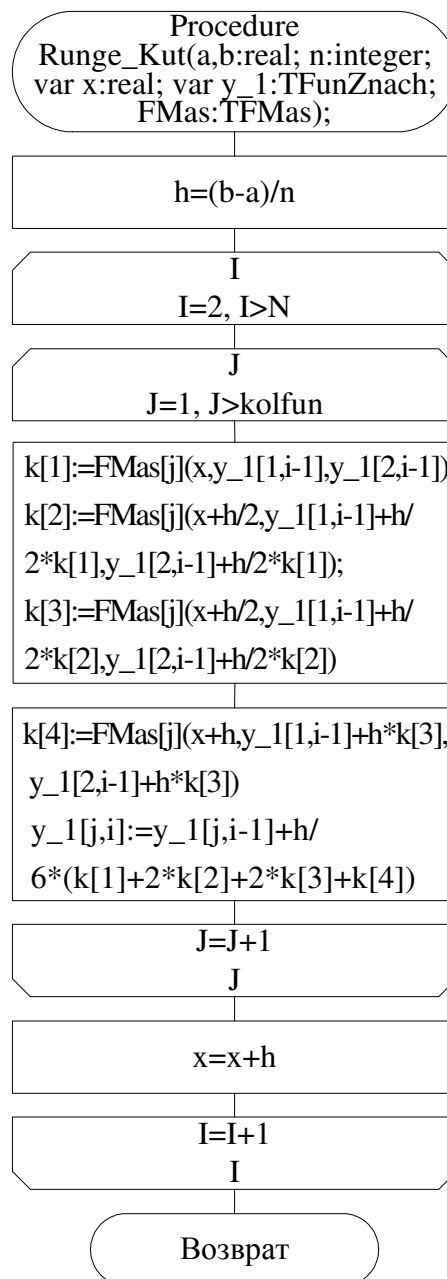 Procedure
Runge_Kut(a,b:real; n:integer;
var x:real; var y_1:TFunZnach;
FMas:TFMas);
h=(b-a)/n
I
I=2, I>N
J
J=1, J>kolfun
k[1]:=FMas[j](x,y_1[1,i-1],y_1[2,i-1])
k[2]:=FMas[j](x+h/2,y_1[1,i-1]+h/
2*k[1],y_1[2,i-1]+h/2*k[1]);
k[3]:=FMas[j](x+h/2,y_1[1,i-1]+h/
2*k[2],y_1[2,i-1]+h/2*k[2])
k[4]:=FMas[j](x+h,y_1[1,i-1]+h*k[3],
y_1[2,i-1]+h*k[3])
y_1[j,i]:=y_1[j,i-1]+h/
6*(k[1]+2*k[2]+2*k[3]+k[4])
J=J+1
J
x=x+h
I=I+1
I
Возврат